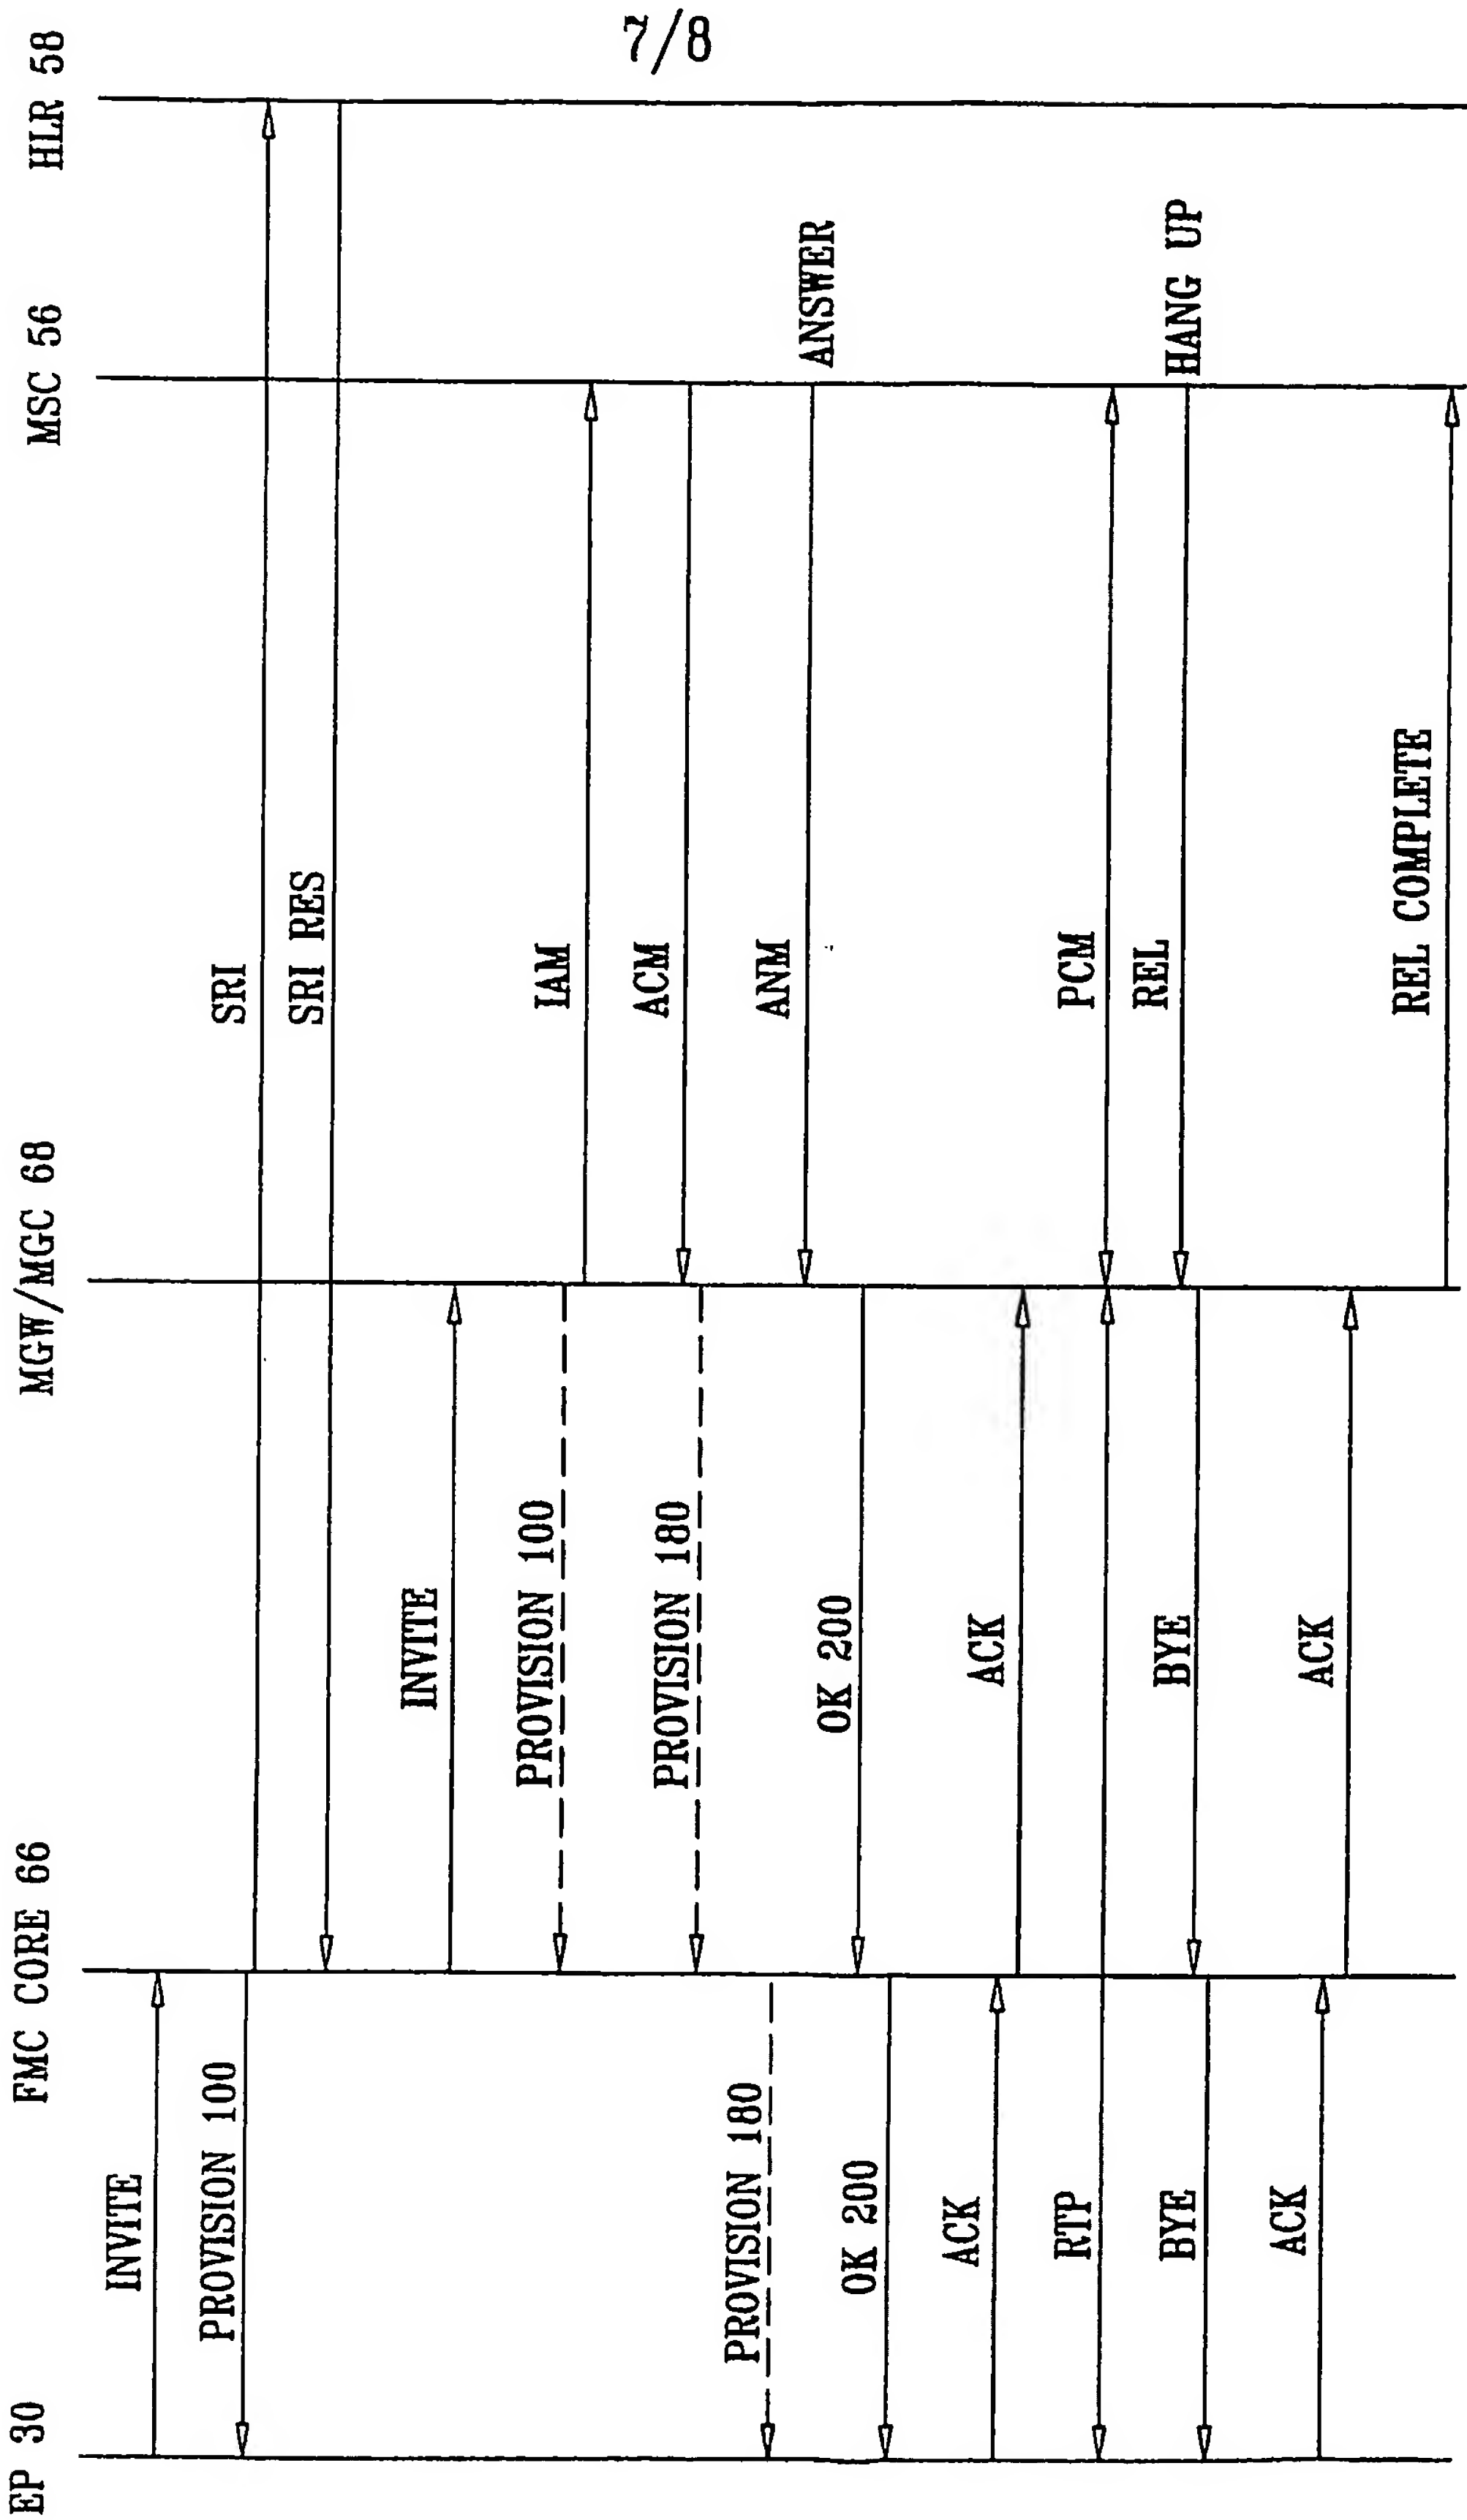 7/8
EP 30
FMC CORE 66
MGW/MGC 68
MSC 56
HLR 58
INVITE
PROVISION 100
SRI
SRI RES
INVITE
PROVISION 100
IAM
PROVISION 180
ACM
PROVISION 180
ANM
ANSWER
OK 200
OK 200
ACK
ACK
RTP
PCM
REL
HANG UP
BYE
BYE
ACK
ACK
REL COMPLETE